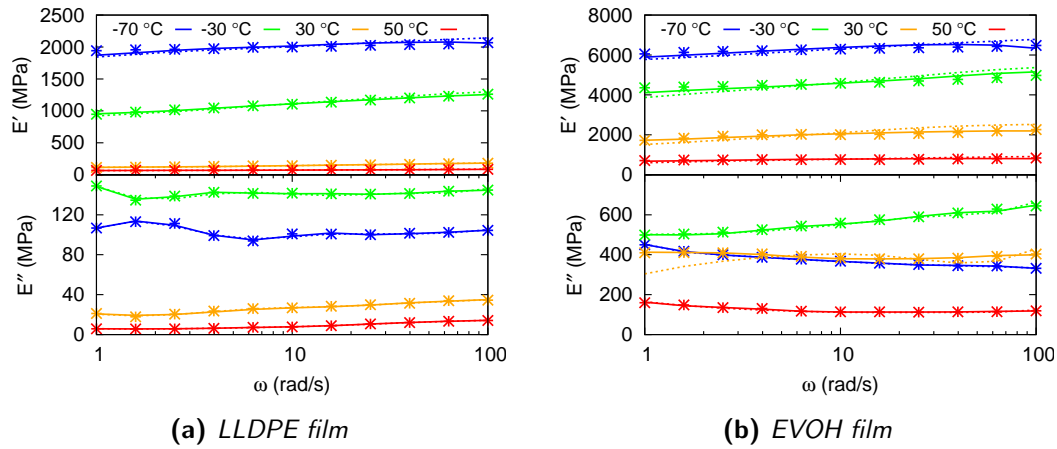 -70 °C -30 °C 30 °C 50 °C
2500
2000
1500
1000
500
0
E′ (MPa)
120
80
40
0
E″ (MPa)
1 10 100
ω (rad/s)
(a) LLDPE film
-70 °C -30 °C 30 °C 50 °C
8000
6000
4000
2000
0
E′ (MPa)
600
400
200
0
E″ (MPa)
1 10 100
ω (rad/s)
(b) EVOH film